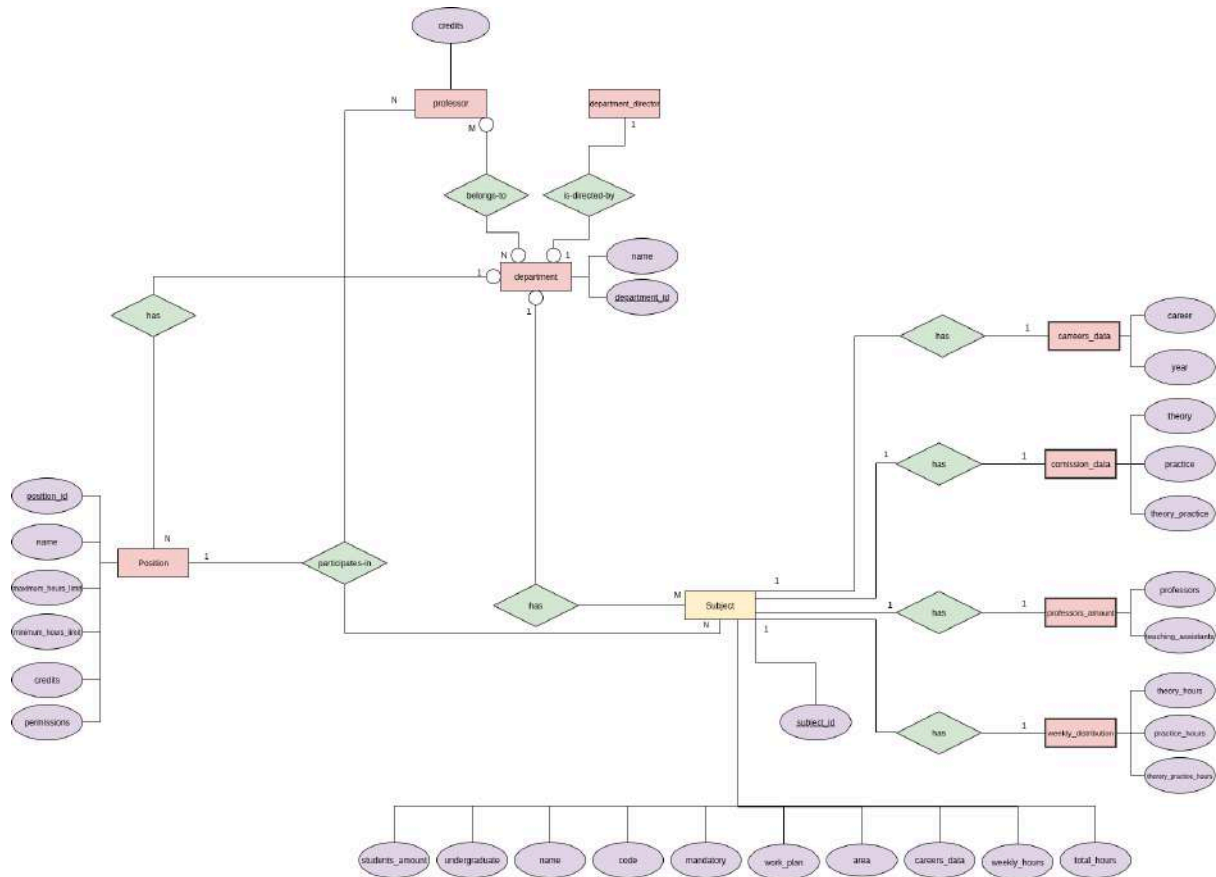 credits
N
professor
department_director
M
1
belongs-to
is-directed-by
N
1
name
1
department
department_id
1
has
career
has
1
carreers_data
year
theory
1
has
1
comission_data
practice
theory_practice
position_id
name
N
Position
1
participates-in
maximom_hours_limit
minimum_hours_limit
credits
permissions
has
M
Subject
N
1
1
1
subject_id
professors
has
1
professors_amount
teaching_assistants
theory_hours
has
1
weekly_distribution
practice_hours
theory_practice_hours
students_amount
undergraduate
name
code
mandatory
work_plan
area
careers_data
weekly_hours
total_hours